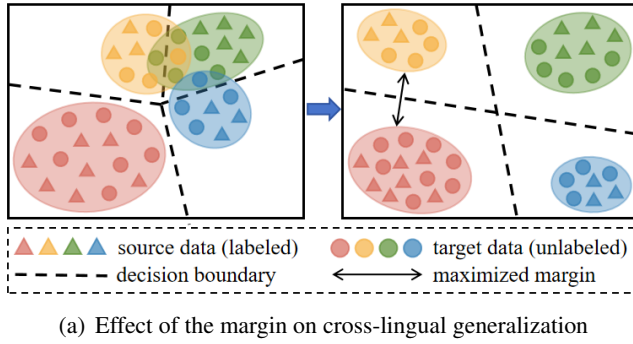 source data (labeled)
target data (unlabeled)
decision boundary
maximized margin
(a) Effect of the margin on cross-lingual generalization